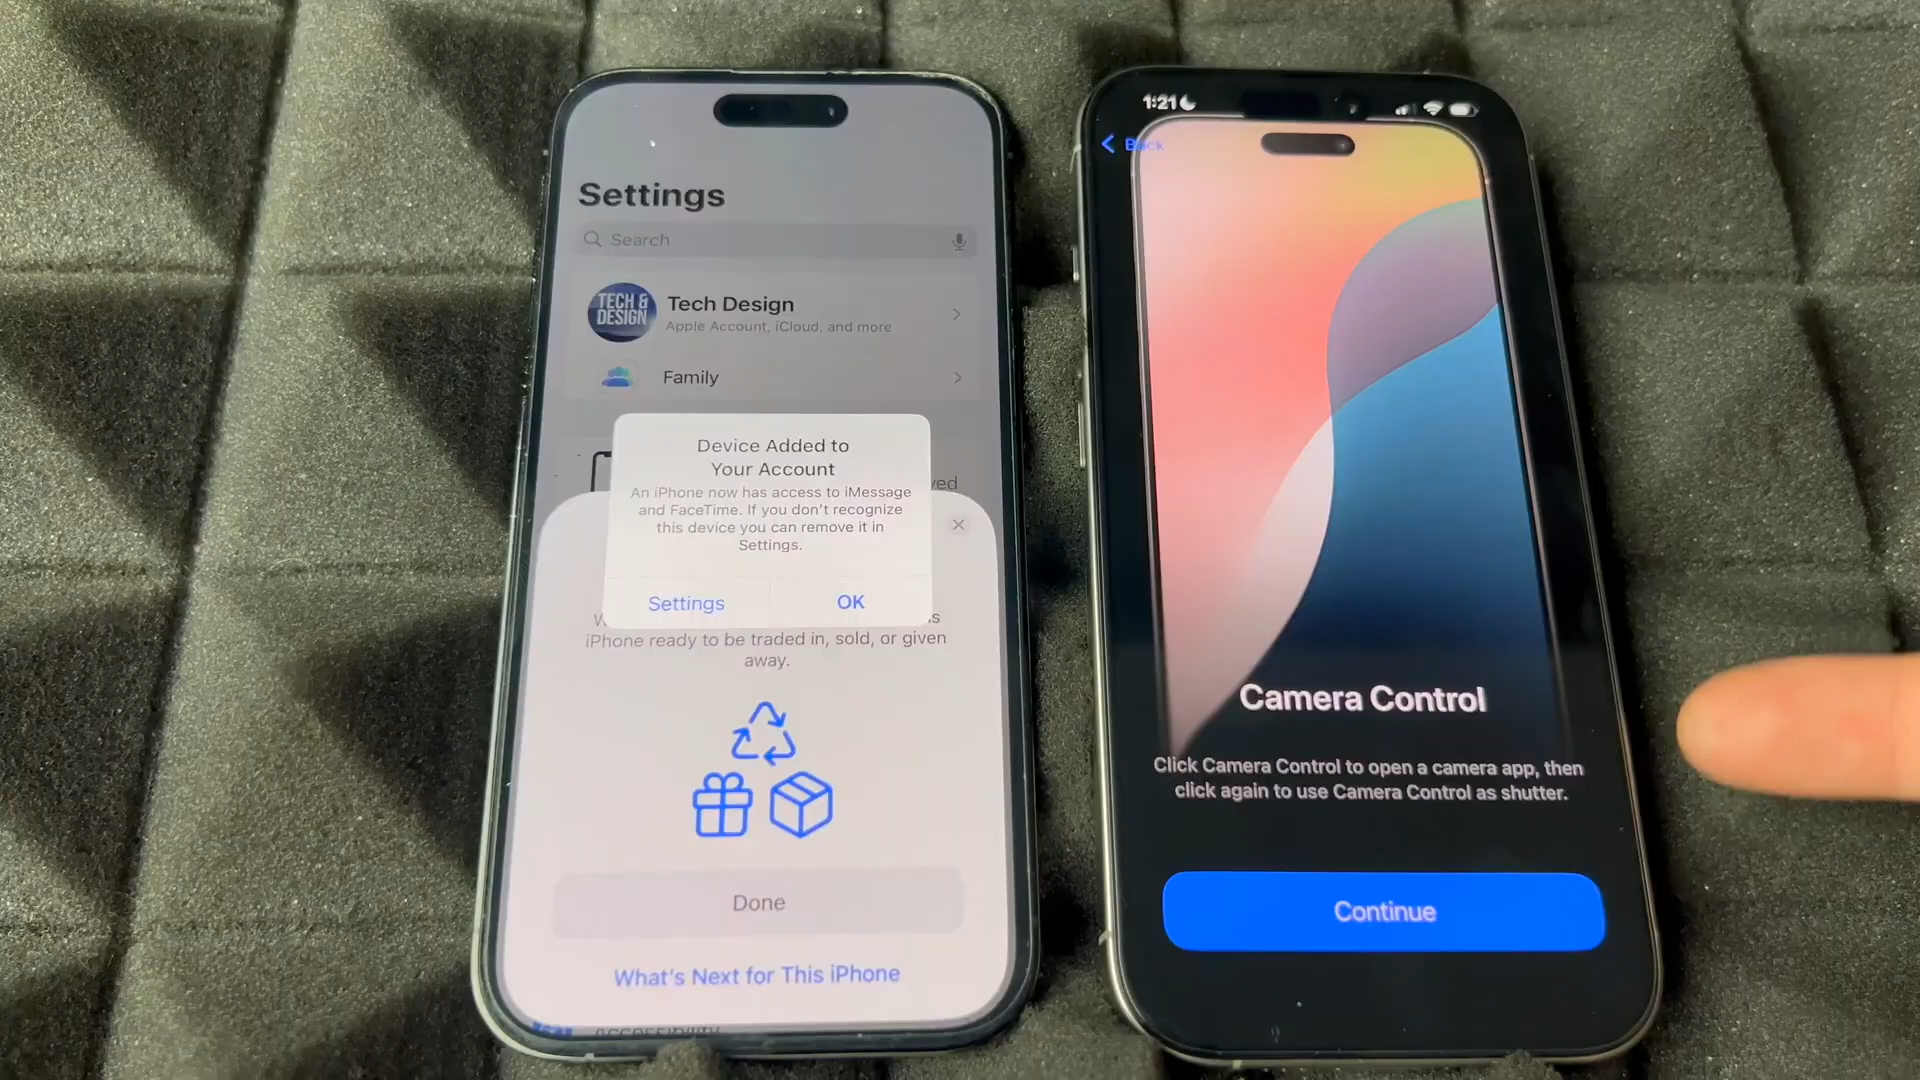 Settings
Search
TECH &
DESIGN
Tech Design
Apple Account, iCloud, and more
Family
Device Added to
Your Account
An iPhone now has access to iMessage
and FaceTime. If you don't recognize
this device you can remove it in
Settings.
Settings
OK
iPhone ready to be traded in, sold, or given
away.
Done
What's Next for This iPhone
1:21
Back
Camera Control
Click Camera Control to open a camera app, then
click again to use Camera Control as shutter.
Continue